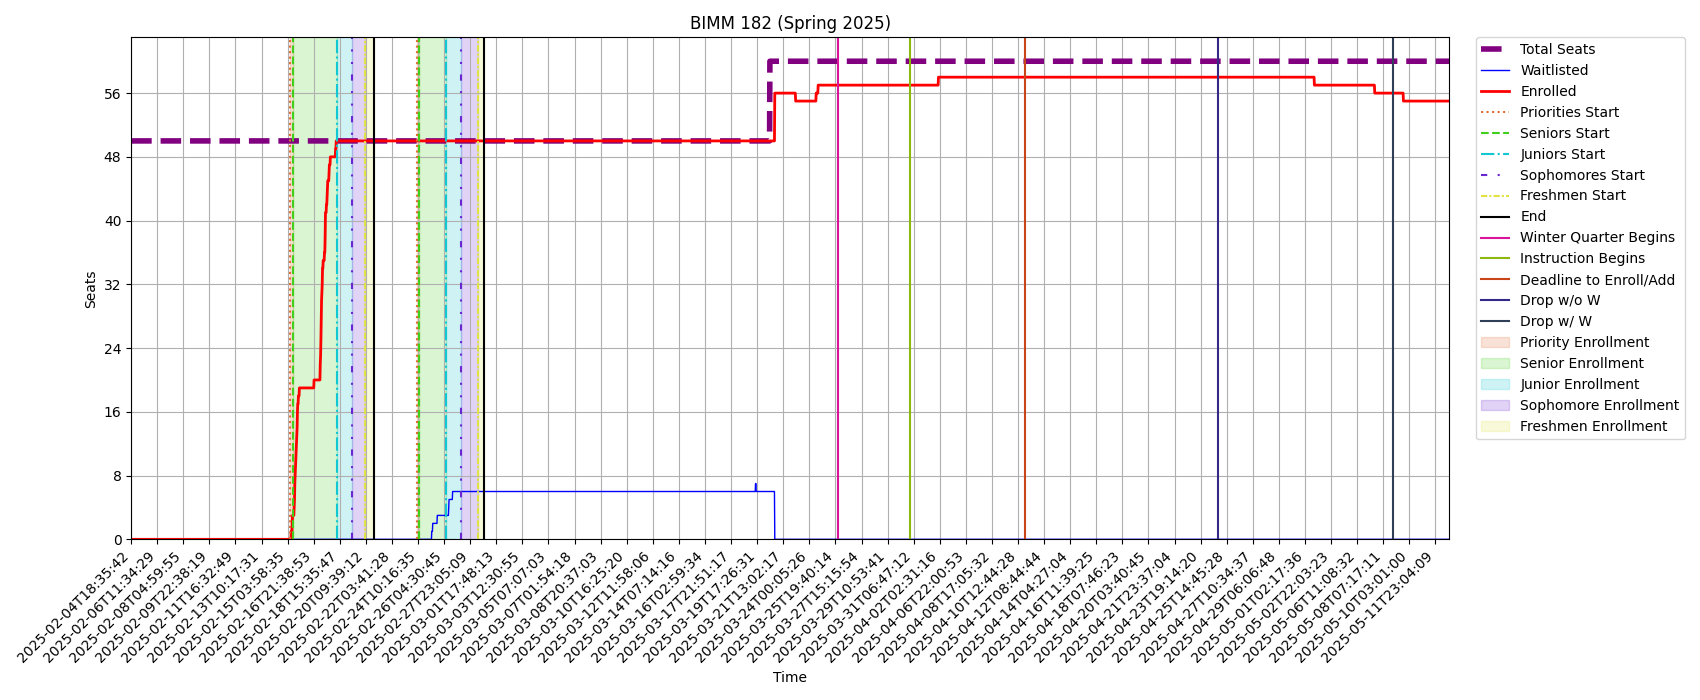 BIMM 182 (Spring 2025)
Seats
56
48
40
32
24
16
8
0
2025-02-04T18:35:42
2025-02-06T11:34:29
2025-02-08T04:59:55
2025-02-09T22:38:19
2025-02-11T16:32:49
2025-02-13T10:17:31
2025-02-15T03:58:35
2025-02-16T21:38:53
2025-02-18T15:35:47
2025-02-20T09:39:12
2025-02-22T03:41:28
2025-02-24T10:16:35
2025-02-26T04:30:45
2025-02-27T23:05:09
2025-03-01T17:48:13
2025-03-03T12:30:55
2025-03-05T07:07:03
2025-03-07T01:54:18
2025-03-08T20:37:03
2025-03-10T16:25:20
2025-03-12T11:58:06
2025-03-14T07:14:16
2025-03-16T02:59:34
2025-03-17T21:51:17
2025-03-19T17:26:31
2025-03-21T13:02:17
2025-03-24T00:05:26
2025-03-25T19:40:14
2025-03-27T15:15:54
2025-03-29T10:53:41
2025-03-31T06:47:12
2025-04-02T02:31:16
2025-04-06T22:00:53
2025-04-08T17:05:32
2025-04-10T12:44:28
2025-04-12T08:44:44
2025-04-14T04:27:04
2025-04-16T11:39:25
2025-04-18T07:46:23
2025-04-20T03:40:45
2025-04-21T23:37:04
2025-04-23T19:14:20
2025-04-25T14:45:28
2025-04-27T10:34:37
2025-04-29T06:06:48
2025-05-01T02:17:36
2025-05-02T22:03:23
2025-05-06T11:08:32
2025-05-08T07:17:11
2025-05-10T03:01:00
2025-05-11T23:04:09
Time
Total Seats
Waitlisted
Enrolled
Priorities Start
Seniors Start
Juniors Start
Sophomores Start
Freshmen Start
End
Winter Quarter Begins
Instruction Begins
Deadline to Enroll/Add
Drop w/o W
Drop w/ W
Priority Enrollment
Senior Enrollment
Junior Enrollment
Sophomore Enrollment
Freshmen Enrollment